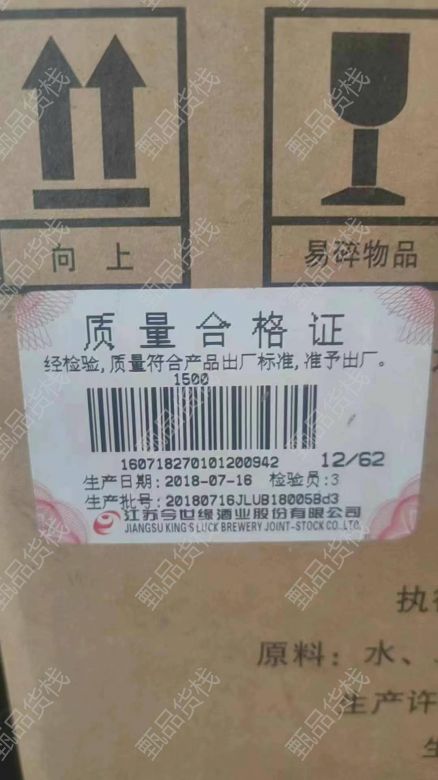 向上
易碎物品
质量合格证
经检验,质量符合产品出厂标准,准予出厂。
1500
160718270101200942
12/62
生产日期:2018-07-16 检验员:3
生产批号:20180716JLUB180058d3
江苏今世缘酒业股份有限公司
JIANGSU KING'S LUCK BREWERY JOINT-STOCK CO.,LTD.
执
原料:水、
生产许
生
甄品货栈